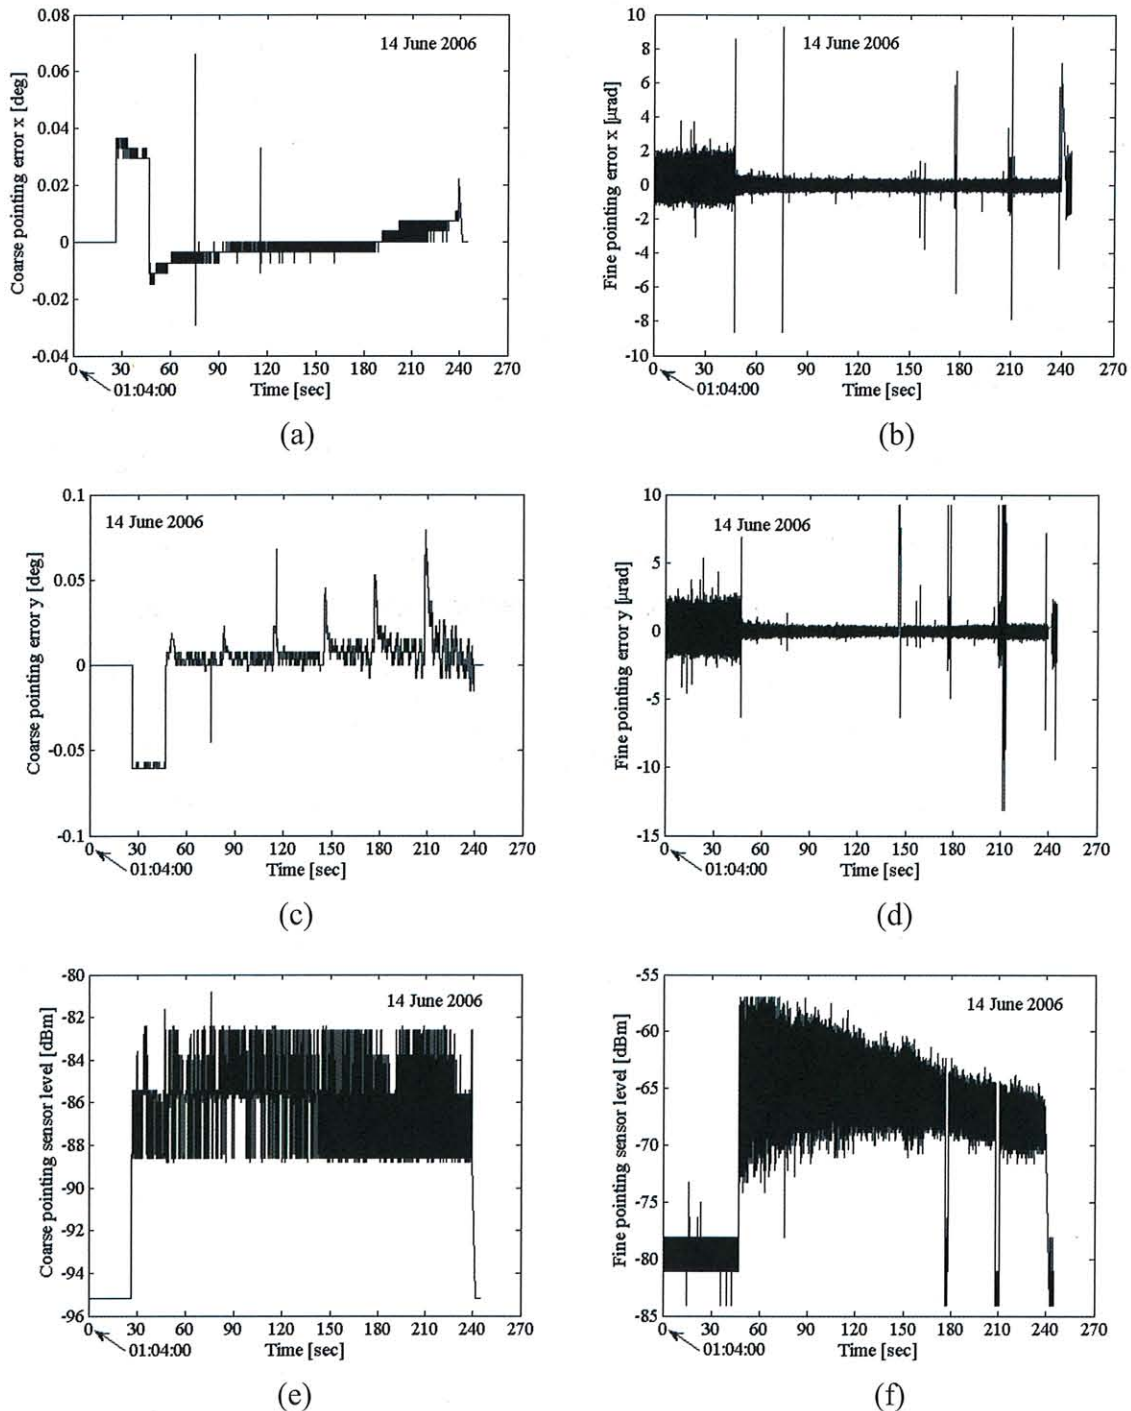 0.08
0.06
0.04
0.02
0
-0.02
-0.04
Coarse pointing error x [deg]
14 June 2006
0 30 60 90 120 150 180 210 240 270
01:04:00
Time [sec]
(a)
10
8
6
4
2
0
-2
-4
-6
-8
-10
Fine pointing error x [μrad]
14 June 2006
0 30 60 90 120 150 180 210 240 270
01:04:00
Time [sec]
(b)
0.1
0.05
0
-0.05
-0.1
Coarse pointing error y [deg]
14 June 2006
0 30 60 90 120 150 180 210 240 270
01:04:00
Time [sec]
(c)
10
5
0
-5
-10
-15
Fine pointing error y [μrad]
14 June 2006
0 30 60 90 120 150 180 210 240 270
01:04:00
Time [sec]
(d)
-80
-82
-84
-86
-88
-90
-92
-94
-96
Coarse pointing sensor level [dBm]
14 June 2006
0 30 60 90 120 150 180 210 240 270
01:04:00
Time [sec]
(e)
-55
-60
-65
-70
-75
-80
-85
Fine pointing sensor level [dBm]
14 June 2006
0 30 60 90 120 150 180 210 240 270
01:04:00
Time [sec]
(f)